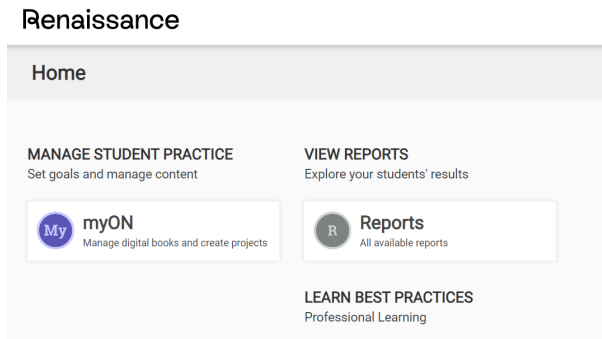 Renaissance
Home
MANAGE STUDENT PRACTICE
Set goals and manage content
My
myON
Manage digital books and create projects
VIEW REPORTS
Explore your students' results
R
Reports
All available reports
LEARN BEST PRACTICES
Professional Learning